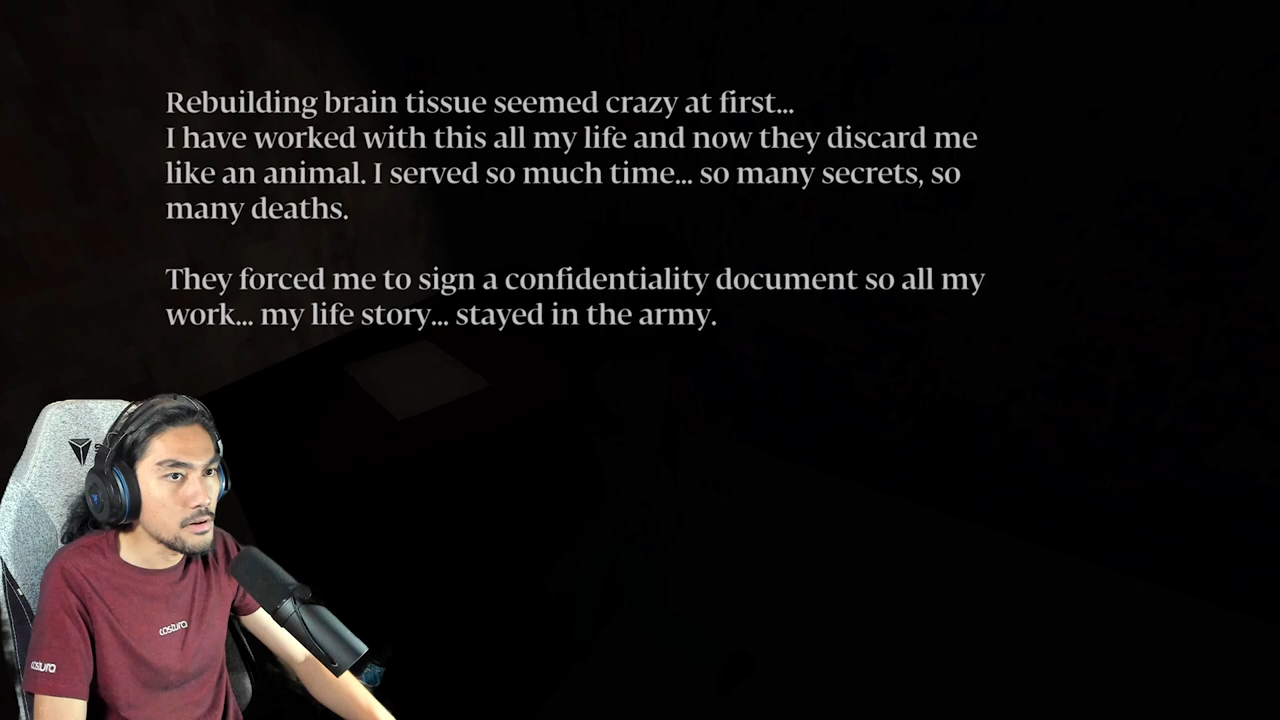 Rebuilding brain tissue seemed crazy at first...
I have worked with this all my life and now they discard me
like an animal. I served so much time... so many secrets, so
many deaths.
They forced me to sign a confidentiality document so all my
work... my life story... stayed in the army.
costura
costura